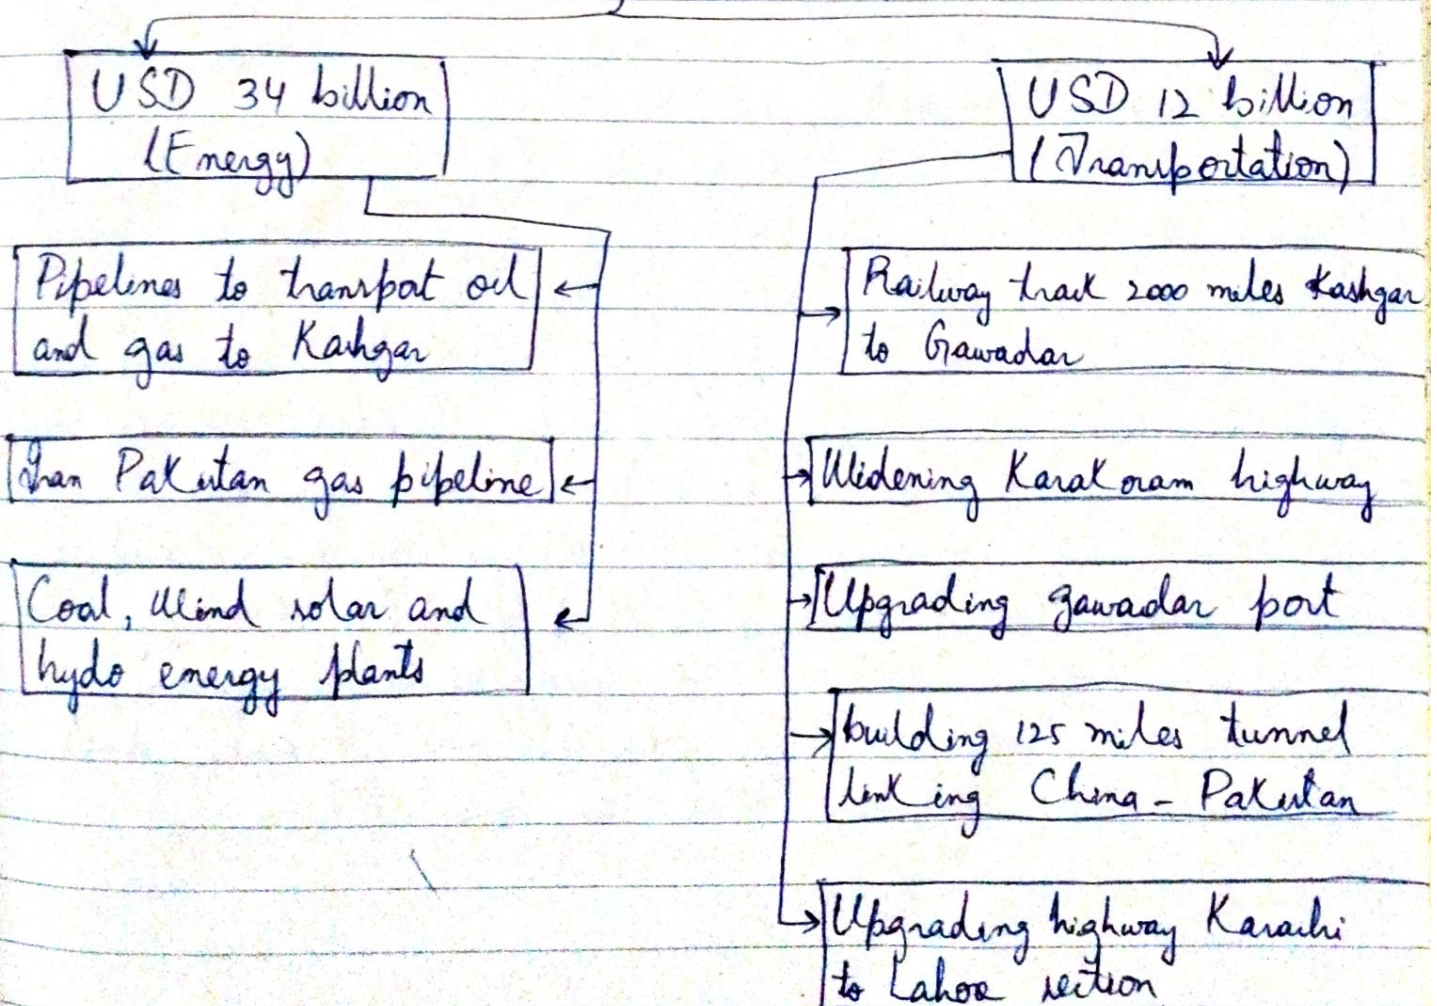 USD 34 billion
(Energy)
Pipelines to transport oil
and gas to Kashgar
Iran Pakistan gas pipeline
Coal, Wind solar and
hydo energy plants
USD 12 billion
(Transportation)
Railway track 2000 miles Kashgar
to Gawadar
Widening Karakoram highway
Upgrading gawadar port
building 125 miles tunnel
linking China - Pakistan
Upgrading highway Karachi
to Lahore section